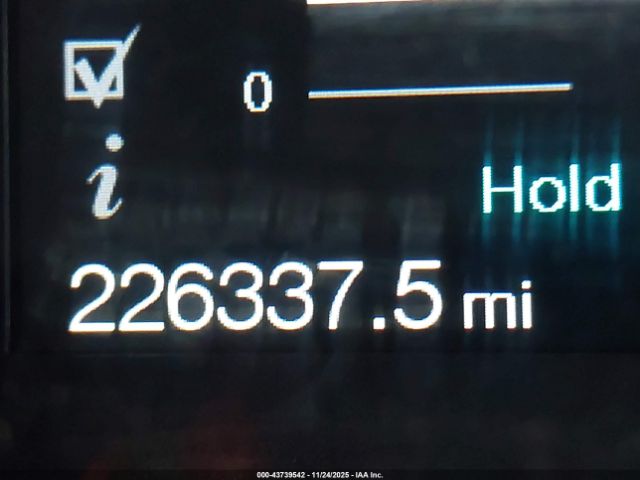 0
Hold
226337.5 mi
000-43739542 - 11/24/2025 - IAA Inc.